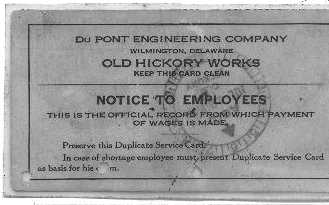 DU PONT ENGINEERING COMPANY
WILMINGTON, DELAWARE
OLD HICKORY WORKS
KEEP THIS CARD CLEAN
NOTICE TO EMPLOYEES
THIS IS THE OFFICIAL RECORD FROM WHICH PAYMENT
OF WAGES IS MADE.
Preserve this Duplicate Service Card.
In case of shortage employee must present Duplicate Service Card
as basis for his